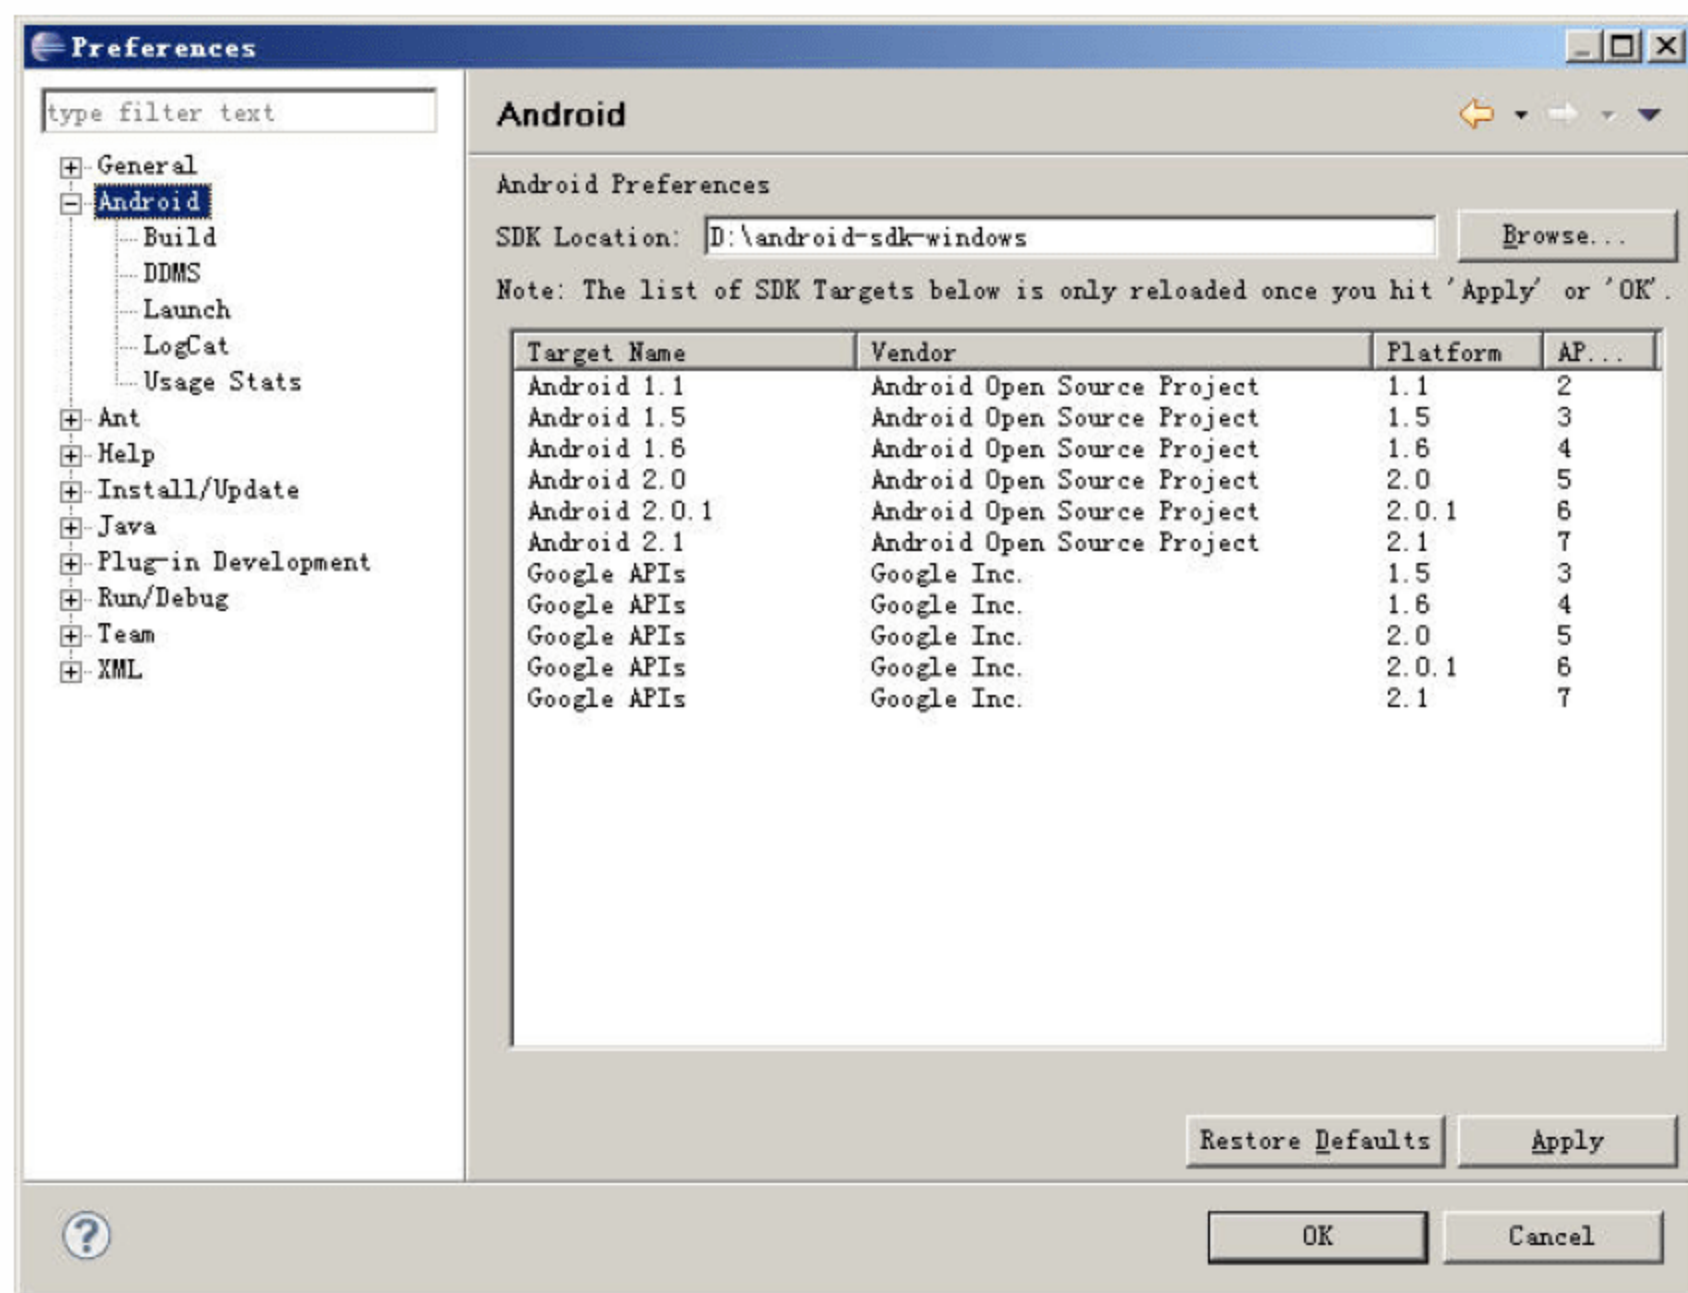 Preferences
type filter text
General
Android
Build
DDMS
Launch
LogCat
Usage Stats
Ant
Help
Install/Update
Java
Plug-in Development
Run/Debug
Team
XML
Android
Android Preferences
SDK Location: D:\android-sdk-windows Browse...
Note: The list of SDK Targets below is only reloaded once you hit 'Apply' or 'OK'.
Target Name Vendor Platform AP...
Android 1.1 Android Open Source Project 1.1 2
Android 1.5 Android Open Source Project 1.5 3
Android 1.6 Android Open Source Project 1.6 4
Android 2.0 Android Open Source Project 2.0 5
Android 2.0.1 Android Open Source Project 2.0.1 6
Android 2.1 Android Open Source Project 2.1 7
Google APIs Google Inc. 1.5 3
Google APIs Google Inc. 1.6 4
Google APIs Google Inc. 2.0 5
Google APIs Google Inc. 2.0.1 6
Google APIs Google Inc. 2.1 7
Restore Defaults Apply
? OK Cancel